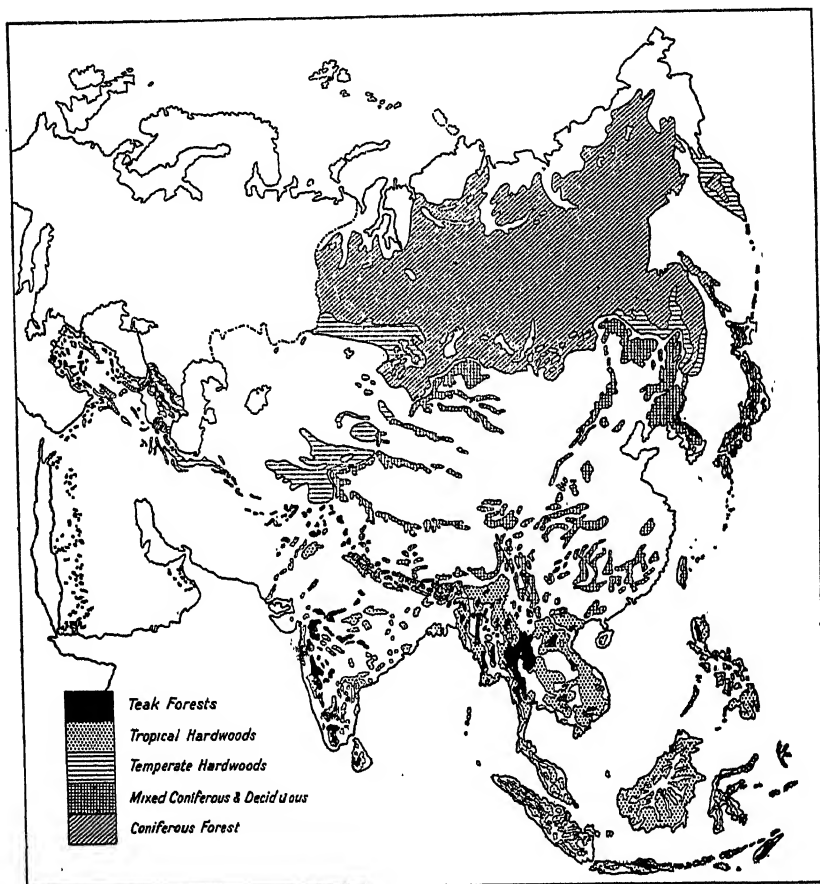 Teak Forests
Tropical Hardwoods
Temperate Hardwoods
Mixed Coniferous & Deciduous
Coniferous Forest